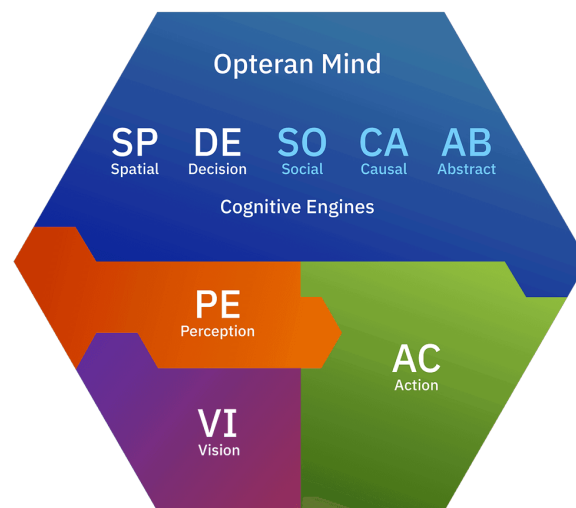 Opteran Mind
SP DE SO CA AB
Spatial Decision Social Causal Abstract
Cognitive Engines
PE
Perception
AC
Action
VI
Vision